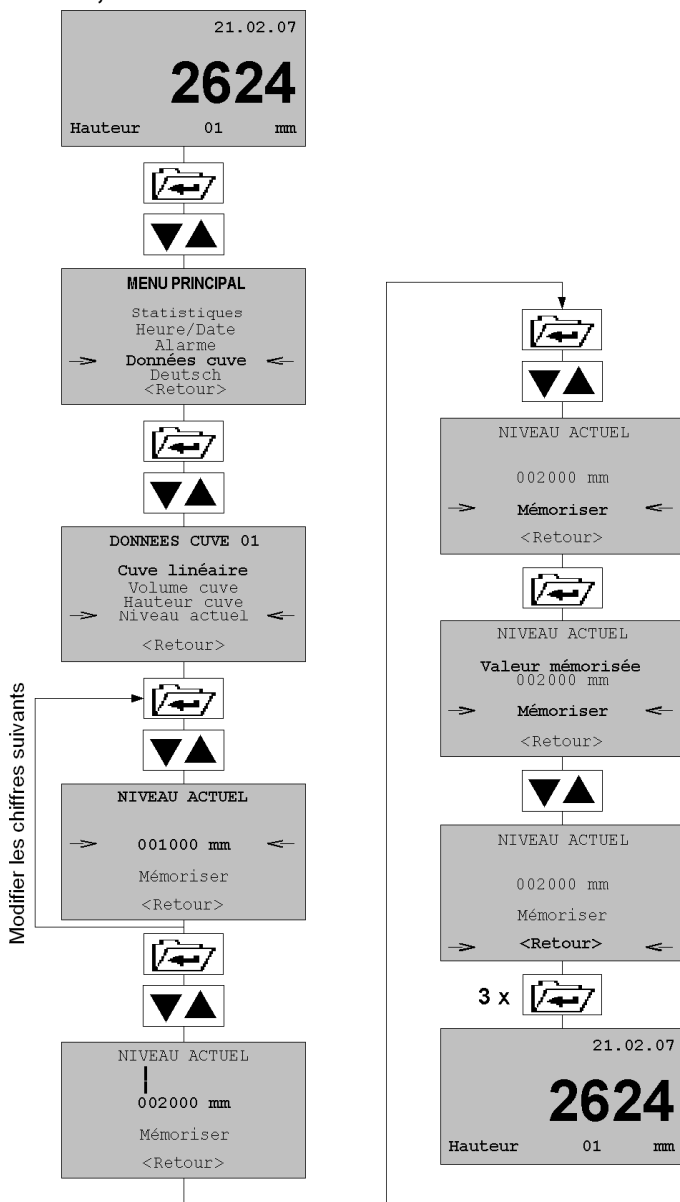 21.02.07
2624
Hauteur 01 mm
MENU PRINCIPAL
Statistiques
Heure/Date
Alarme
Données cuve
Deutsch
<Retour>
DONNEES CUVE 01
Cuve linéaire
Volume cuve
Hauteur cuve
Niveau actuel
<Retour>
Modifier les chiffres suivants
NIVEAU ACTUEL
001000 mm
Mémoriser
<Retour>
NIVEAU ACTUEL
002000 mm
Mémoriser
<Retour>
NIVEAU ACTUEL
002000 mm
Mémoriser
<Retour>
NIVEAU ACTUEL
Valeur mémorisée
002000 mm
Mémoriser
<Retour>
NIVEAU ACTUEL
002000 mm
Mémoriser
<Retour>
3 x
21.02.07
2624
Hauteur 01 mm